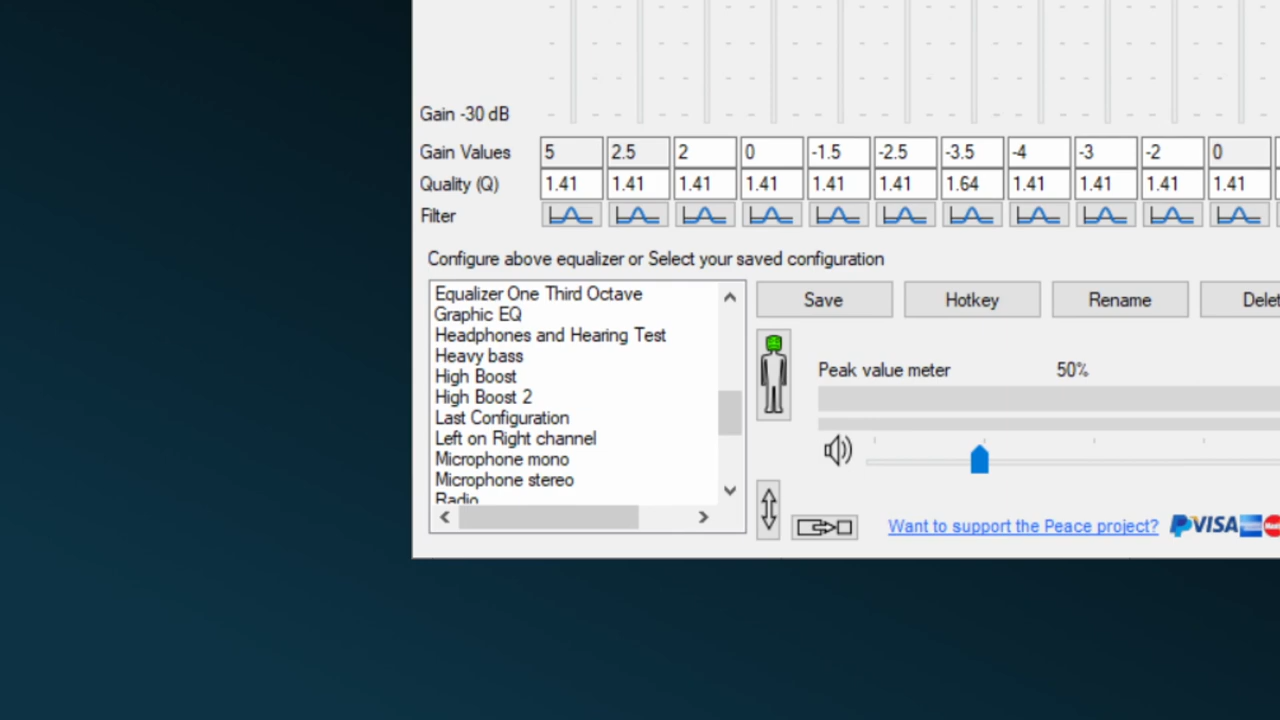 Gain -30 dB
Gain Values 5 2.5 2 0 -1.5 -2.5 -3.5 -4 -3 -2 0
Quality (Q) 1.41 1.41 1.41 1.41 1.41 1.41 1.64 1.41 1.41 1.41 1.41
Filter
Configure above equalizer or Select your saved configuration
Equalizer One Third Octave
Graphic EQ
Headphones and Hearing Test
Heavy bass
High Boost
High Boost 2
Last Configuration
Left on Right channel
Microphone mono
Microphone stereo
Radio
Save Hotkey Rename Delet
Peak value meter 50%
Want to support the Peace project? VISA